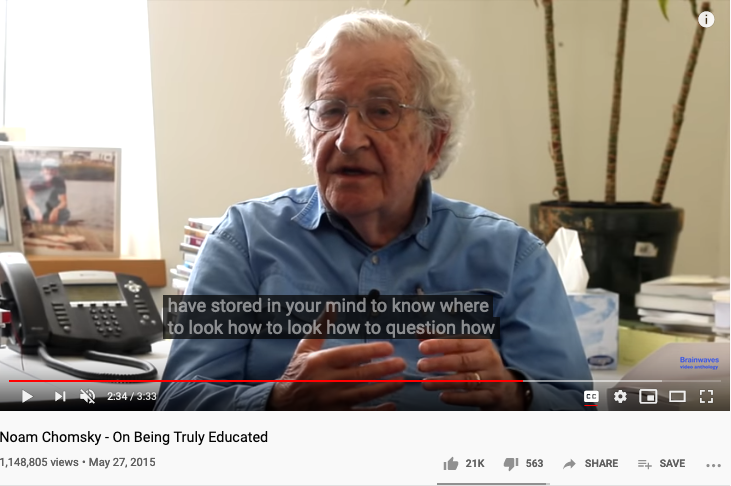 have stored in your mind to know where
to look how to look how to question how
Brainwaves
video anthology
2:34 / 3:33
CC
Noam Chomsky - On Being Truly Educated
1,148,805 views • May 27, 2015
21K 563 SHARE SAVE